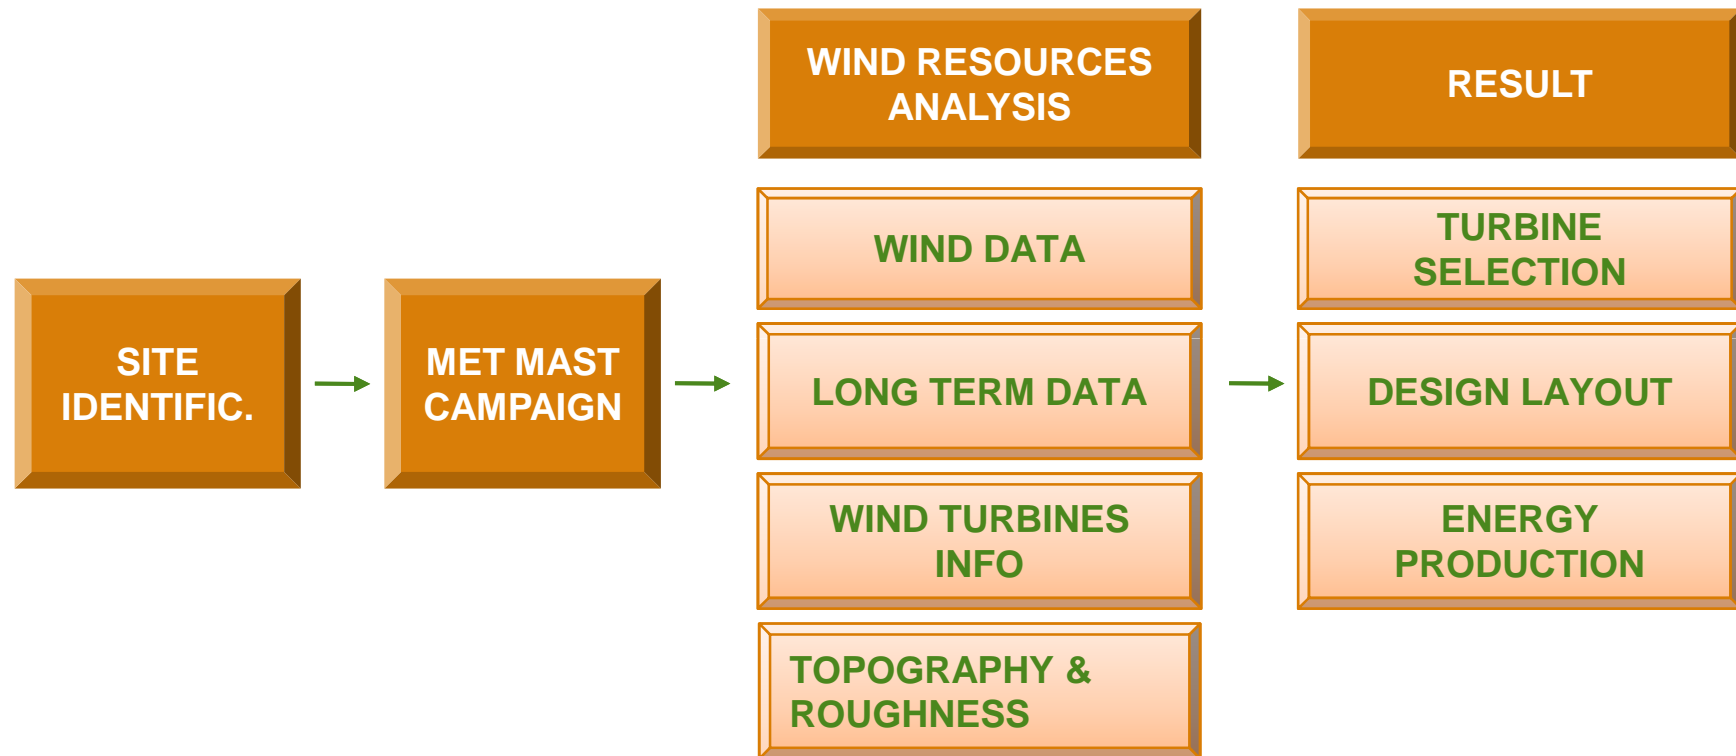 SITE
IDENTIFIC.
MET MAST
CAMPAIGN
WIND RESOURCES
ANALYSIS
WIND DATA
LONG TERM DATA
WIND TURBINES
INFO
TOPOGRAPHY &
ROUGHNESS
RESULT
TURBINE
SELECTION
DESIGN LAYOUT
ENERGY
PRODUCTION